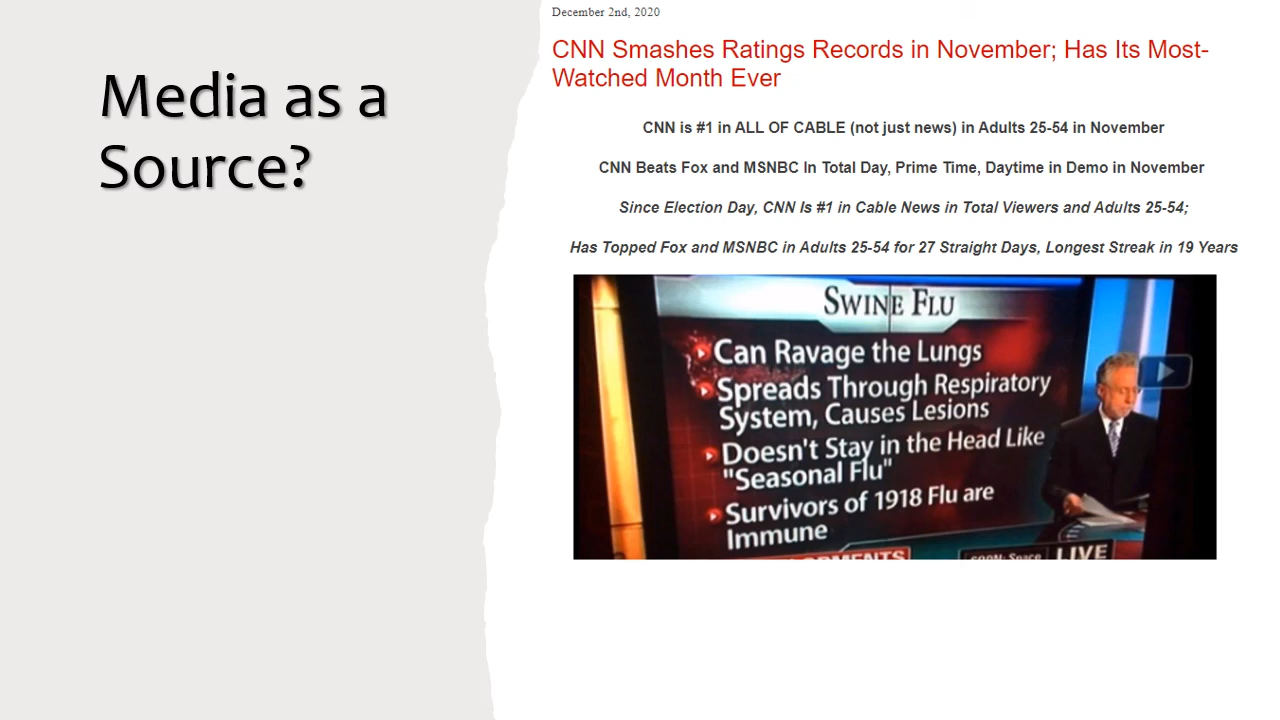 Media as a
Source?
December 2nd, 2020
CNN Smashes Ratings Records in November; Has Its Most-
Watched Month Ever
CNN is #1 in ALL OF CABLE (not just news) in Adults 25-54 in November
CNN Beats Fox and MSNBC In Total Day, Prime Time, Daytime in Demo in November
Since Election Day, CNN Is #1 in Cable News in Total Viewers and Adults 25-54;
Has Topped Fox and MSNBC in Adults 25-54 for 27 Straight Days, Longest Streak in 19 Years
SWINE FLU
Can Ravage the Lungs
Spreads Through Respiratory
System, Causes Lesions
Doesn't Stay in the Head Like
"Seasonal Flu"
Survivors of 1918 Flu are
Immune
LIVE